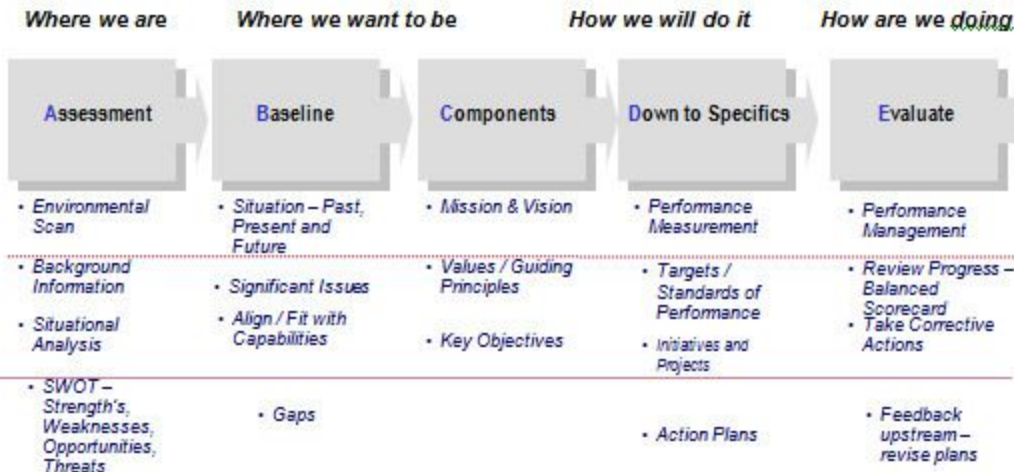 Where we are
Where we want to be
How we will do it
How are we doing
Assessment
Baseline
Components
Down to Specifics
Evaluate
• Environmental
Scan
• Background
Information
• Situational
Analysis
• SWOT –
Strength's,
Weaknesses,
Opportunities,
Threats
• Situation – Past,
Present and
Future
• Significant Issues
• Align / Fit with
Capabilities
• Gaps
• Mission & Vision
• Values / Guiding
Principles
• Key Objectives
• Performance
Measurement
• Targets /
Standards of
Performance
• Initiatives and
Projects
• Action Plans
• Performance
Management
• Review Progress –
Balanced
Scorecard
• Take Corrective
Actions
• Feedback
upstream –
revise plans